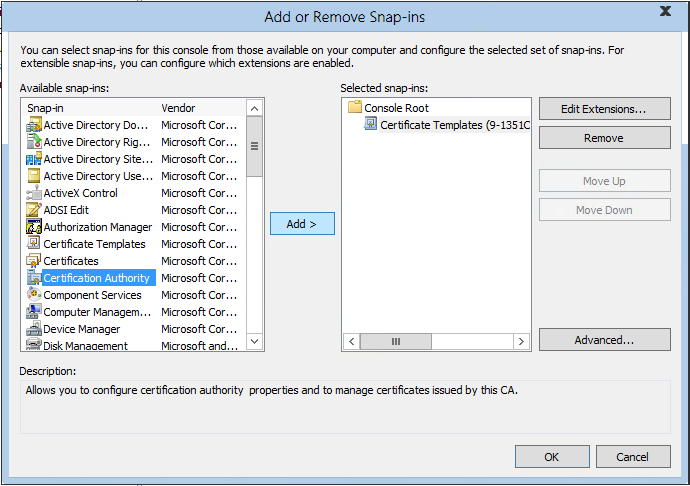 Add or Remove Snap-ins
You can select snap-ins for this console from those available on your computer and configure the selected set of snap-ins. For
extensible snap-ins, you can configure which extensions are enabled.
Available snap-ins:
Selected snap-ins:
Snap-in Vendor
Active Directory Do... Microsoft Cor...
Active Directory Rig... Microsoft Cor...
Active Directory Site... Microsoft Cor...
Active Directory Use... Microsoft Cor...
ActiveX Control Microsoft Cor...
ADSI Edit Microsoft Cor...
Authorization Manager Microsoft Cor...
Certificate Templates Microsoft Cor...
Certificates Microsoft Cor...
Certification Authority Microsoft Cor...
Component Services Microsoft Cor...
Computer Managem... Microsoft Cor...
Device Manager Microsoft Cor...
Disk Management Microsoft and...
Add >
Console Root
Certificate Templates (9-1351C
Edit Extensions...
Remove
Move Up
Move Down
Advanced...
Description:
Allows you to configure certification authority properties and to manage certificates issued by this CA.
OK
Cancel